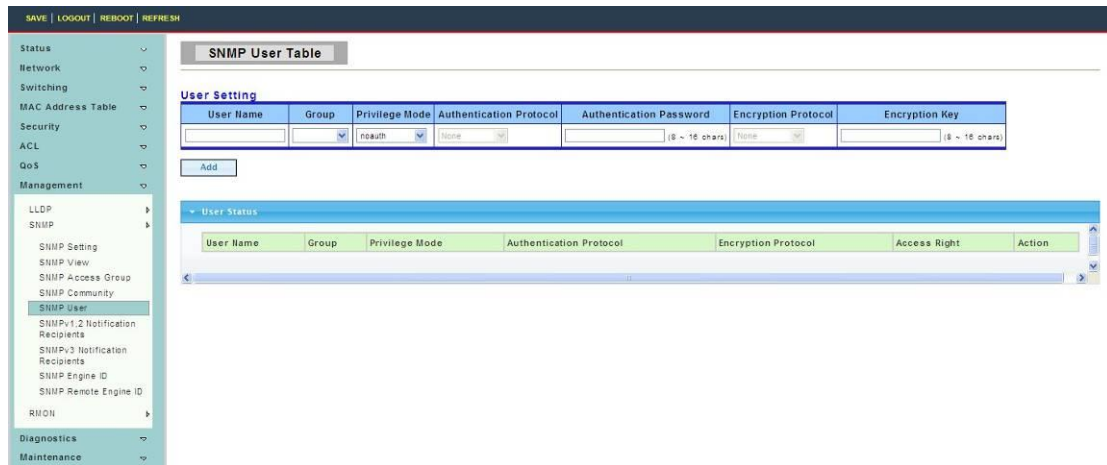 SAVE | LOGOUT | REBOOT | REFRESH
Status
Network
Switching
MAC Address Table
Security
ACL
QoS
Management
LLDP
SNMP
SNMP Setting
SNMP View
SNMP Access Group
SNMP Community
SNMP User
SNMPv1,2 Notification
Recipients
SNMPv3 Notification
Recipients
SNMP Engine ID
SNMP Remote Engine ID
RMON
Diagnostics
Maintenance
SNMP User Table
User Setting
User Name Group Privilege Mode Authentication Protocol Authentication Password Encryption Protocol Encryption Key
noauth None (8 ~ 16 chars) None (8 ~ 16 chars)
Add
User Status
User Name Group Privilege Mode Authentication Protocol Encryption Protocol Access Right Action